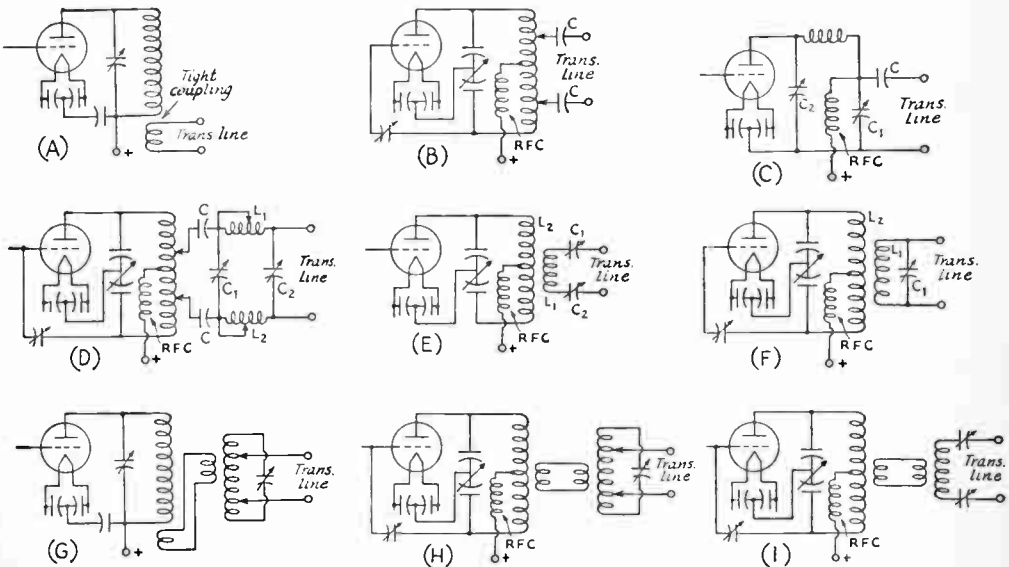 Tight
coupling
Trans line
+
(A)
C
Trans.
line
C
RFC
+
(B)
C
C2
C1
Trans.
Line
RFC
+
(C)
C
L1
Trans.
line
C1
C2
C
L2
RFC
+
(D)
L2
C1
Trans.
line
L1
C2
RFC
+
(E)
L2
L1
Trans.
line
C1
RFC
+
(F)
Trans.
line
+
(G)
Trans.
line
RFC
+
(H)
Trans.
line
RFC
+
(I)